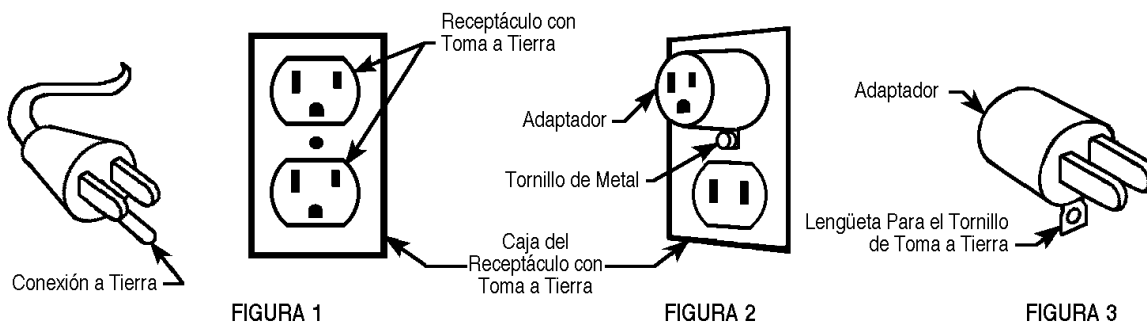 Receptáculo con
Toma a Tierra
Conexión a Tierra
Caja del
Receptáculo con
Toma a Tierra
Adaptador
Tornillo de Metal
Adaptador
Lengüeta Para el Tornillo
de Toma a Tierra
FIGURA 1
FIGURA 2
FIGURA 3